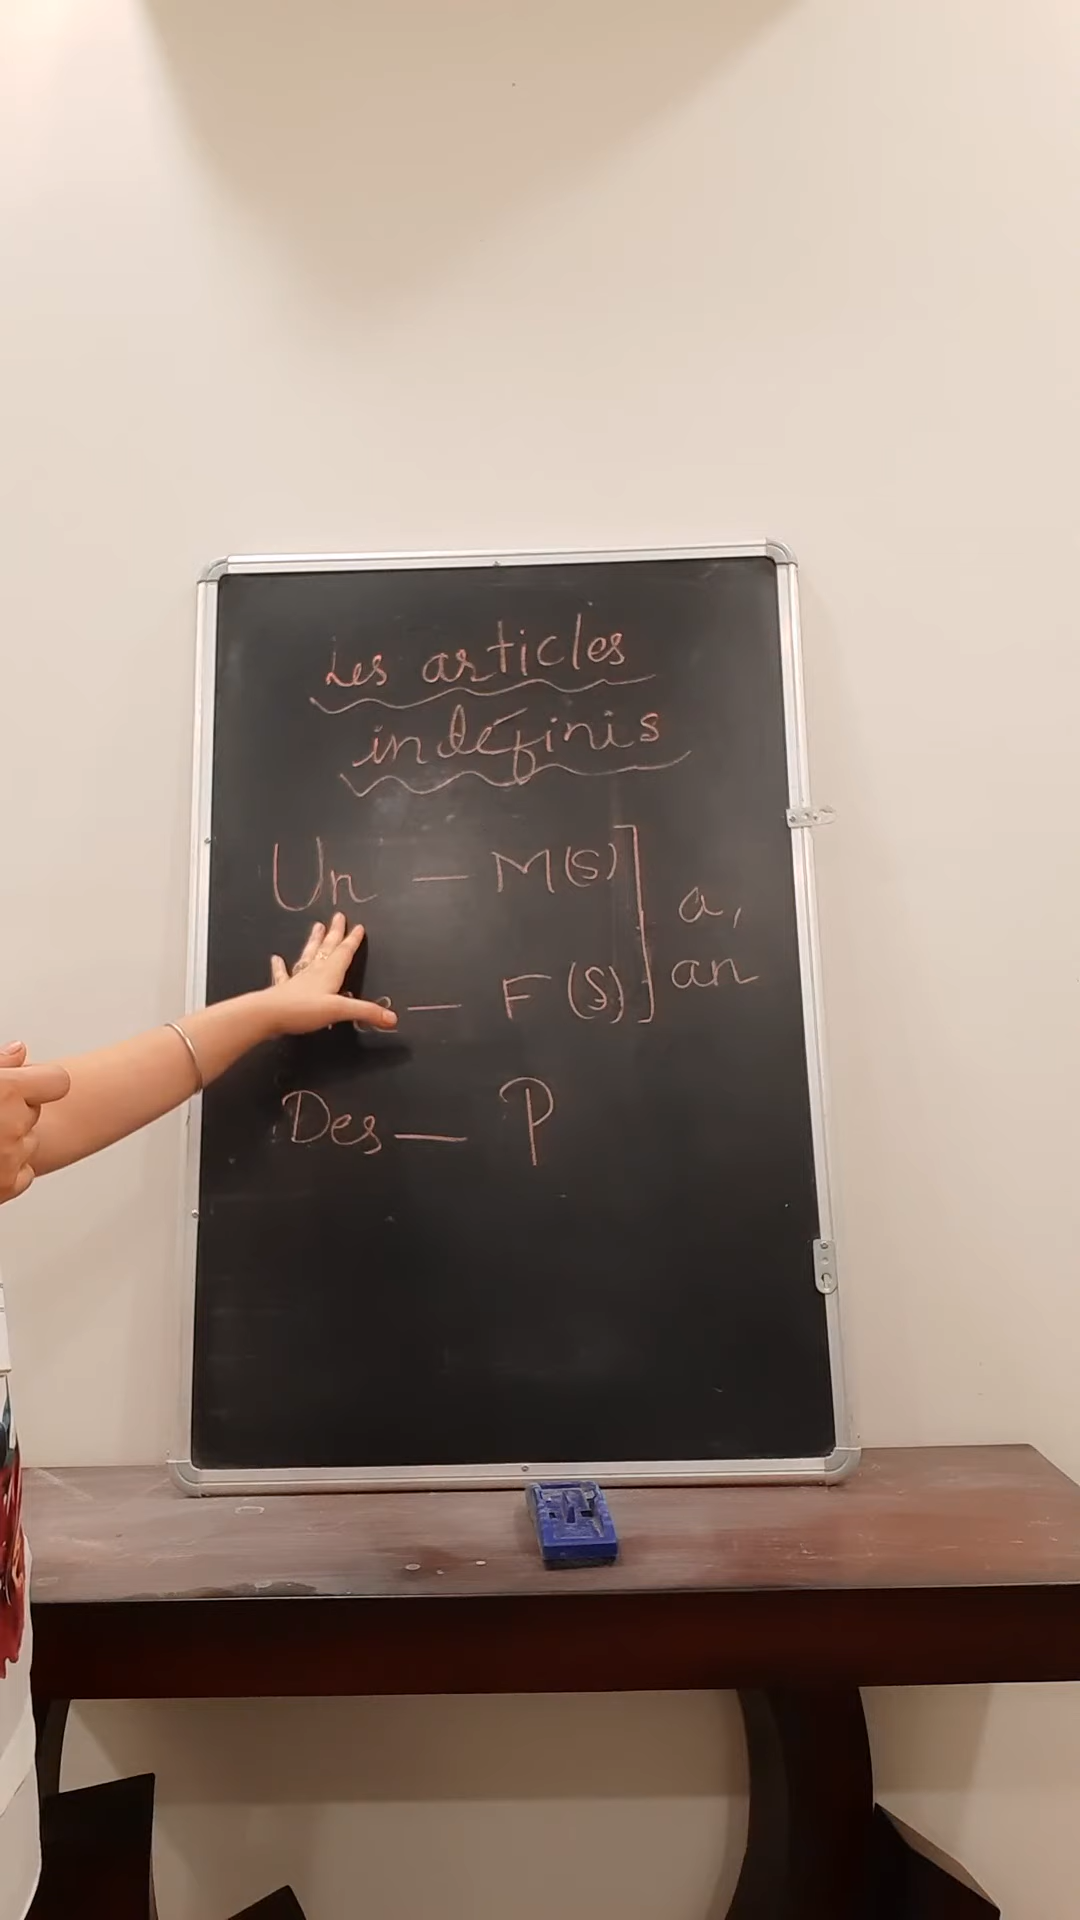 Les articles
indéfinis
Un — M(S)
— F (S)
a,
an
Des — P